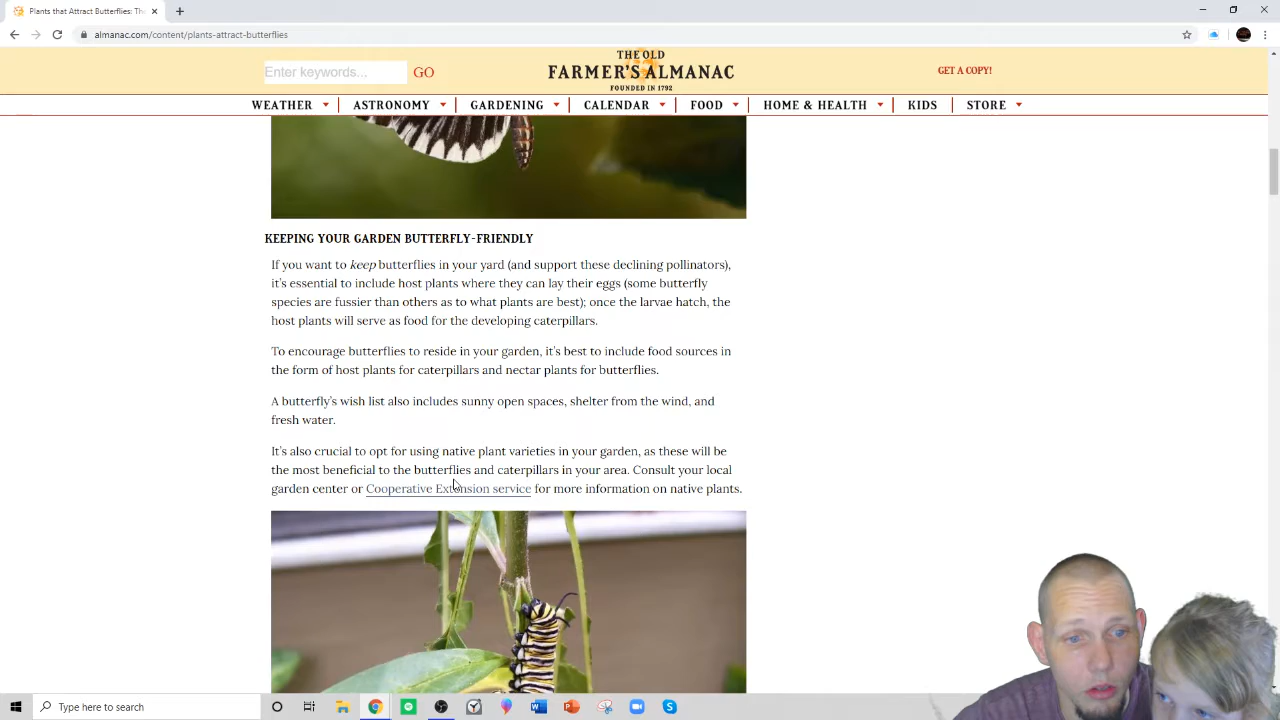 Plants that Attract Butterflies: The
almanac.com/content/plants-attract-butterflies
Enter keywords...
GO
THE OLD
FARMER'S ALMANAC
FOUNDED IN 1792
GET A COPY!
WEATHER ASTRONOMY GARDENING CALENDAR FOOD HOME & HEALTH KIDS STORE
KEEPING YOUR GARDEN BUTTERFLY-FRIENDLY
If you want to keep butterflies in your yard (and support these declining pollinators),
it's essential to include host plants where they can lay their eggs (some butterfly
species are fussier than others as to what plants are best); once the larvae hatch, the
host plants will serve as food for the developing caterpillars.
To encourage butterflies to reside in your garden, it's best to include food sources in
the form of host plants for caterpillars and nectar plants for butterflies.
A butterfly's wish list also includes sunny open spaces, shelter from the wind, and
fresh water.
It's also crucial to opt for using native plant varieties in your garden, as these will be
the most beneficial to the butterflies and caterpillars in your area. Consult your local
garden center or Cooperative Extension service for more information on native plants.
Type here to search